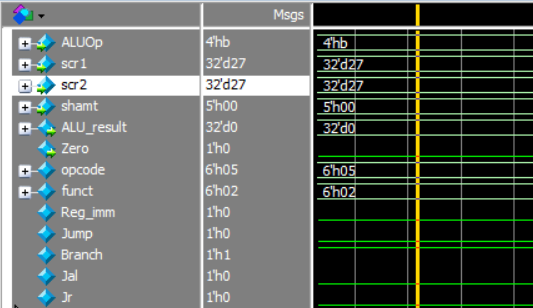 Msgs
ALUOp 4'hb 4'hb
scr1 32'd27 32'd27
scr2 32'd27 32'd27
shamt 5'h00 5'h00
ALU_result 32'd0 32'd0
Zero 1'h0
opcode 6'h05 6'h05
funct 6'h02 6'h02
Reg_imm 1'h0
Jump 1'h0
Branch 1'h1
Jal 1'h0
Jr 1'h0